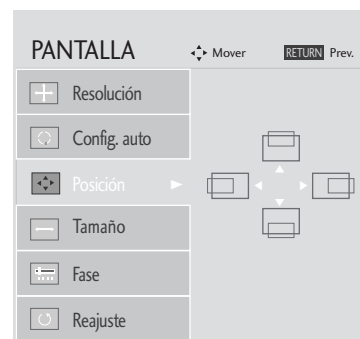 PANTALLA Mover RETURN Prev.
Resolución
Config. auto
Posición
Tamaño
Fase
Reajuste